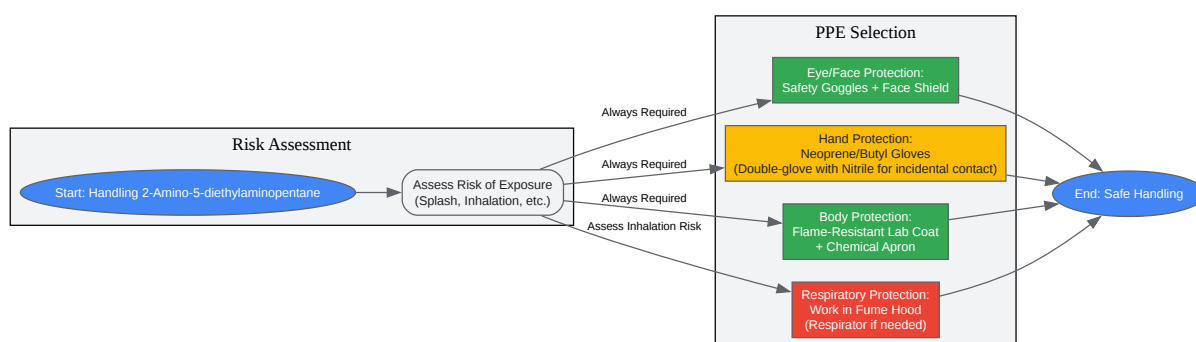 Risk Assessment
Start: Handling 2-Amino-5-diethylaminopentane
Assess Risk of Exposure
(Splash, Inhalation, etc.)
Always Required
Always Required
Always Required
Assess Inhalation Risk
PPE Selection
Eye/Face Protection:
Safety Goggles + Face Shield
Hand Protection:
Neoprene/Butyl Gloves
(Double-glove with Nitrile for incidental contact)
Body Protection:
Flame-Resistant Lab Coat
+ Chemical Apron
Respiratory Protection:
Work in Fume Hood
(Respirator if needed)
End: Safe Handling